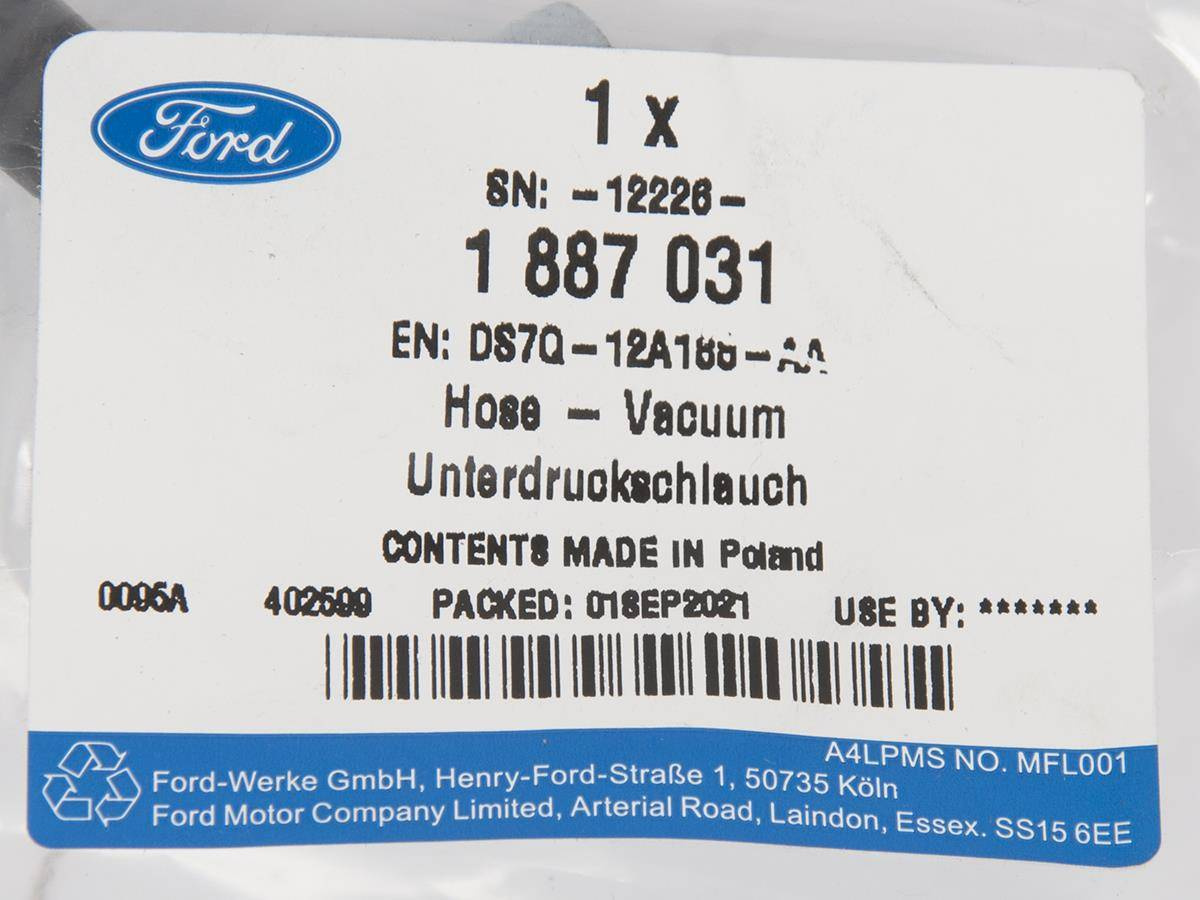 Ford
1 x
SN: -12226-
1 887 031
EN:
Hose - Vacuum
Unterdruckschlauch
CONTENTS MADE IN Poland
0095A 402599 PACKED: 01SEP2021 USE BY: *******
A4LPMS NO. MFL001
Ford-Werke GmbH, Henry-Ford-Straße 1, 50735 Köln
Ford Motor Company Limited, Arterial Road, Laindon, Essex. SS15 6EE